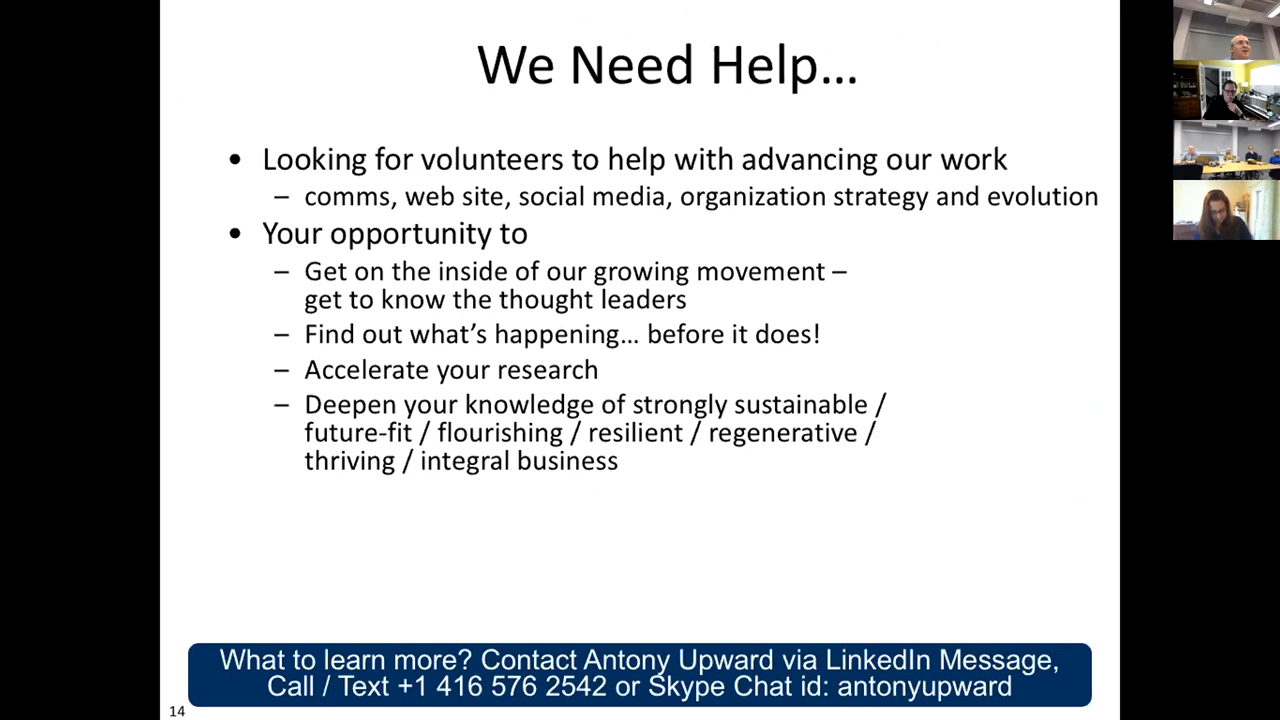 We Need Help…
• Looking for volunteers to help with advancing our work
– comms, web site, social media, organization strategy and evolution
• Your opportunity to
– Get on the inside of our growing movement –
get to know the thought leaders
– Find out what’s happening… before it does!
– Accelerate your research
– Deepen your knowledge of strongly sustainable /
future-fit / flourishing / resilient / regenerative /
thriving / integral business
What to learn more? Contact Antony Upward via LinkedIn Message,
Call / Text +1 416 576 2542 or Skype Chat id: antonyupward
14